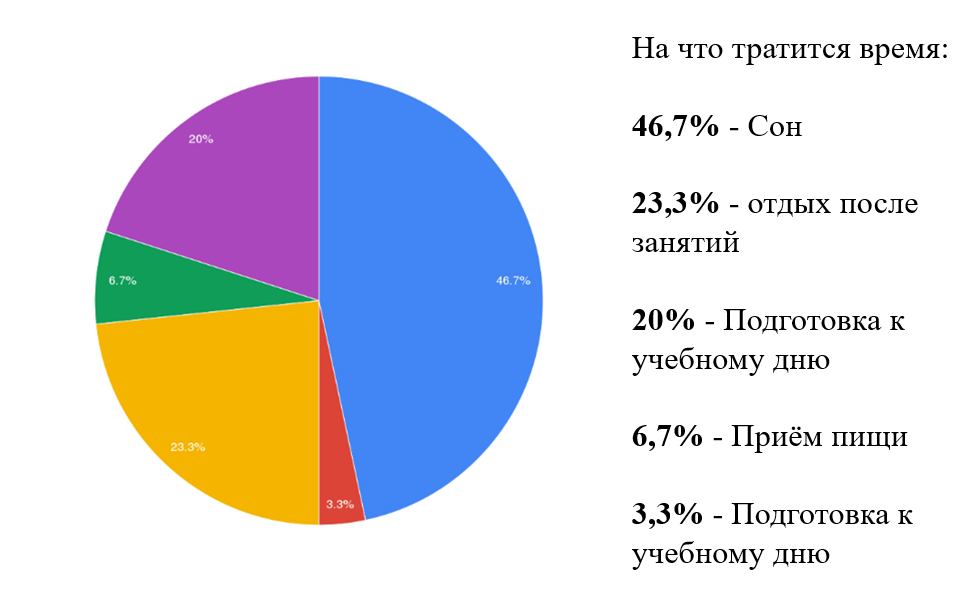 20%
6.7%
46.7%
23.3%
3.3%
На что тратится время:
46,7% - Сон
23,3% - отдых после
занятий
20% - Подготовка к
учебному дню
6,7% - Приём пищи
3,3% - Подготовка к
учебному дню